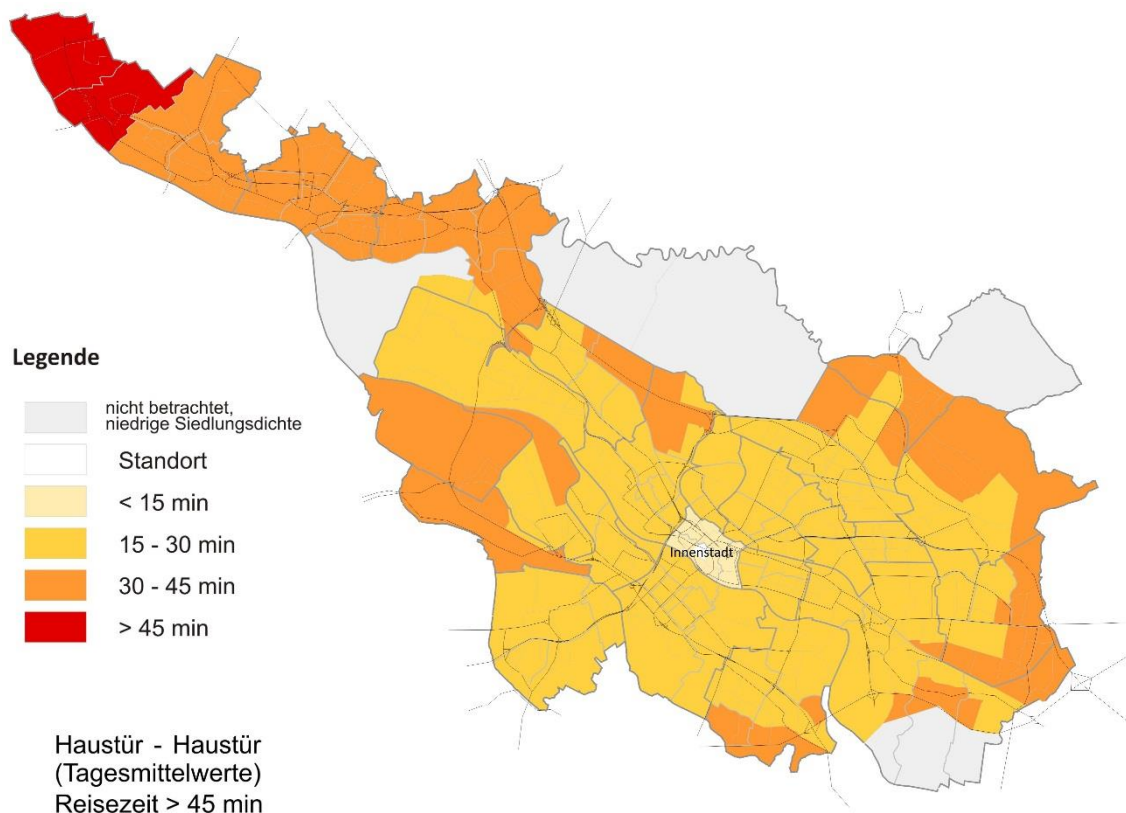 Legende
nicht betrachtet,
niedrige Siedlungsdichte
Standort
< 15 min
15 - 30 min
30 - 45 min
> 45 min
Innenstadt
Haustür - Haustür
(Tagesmittelwerte)
Reisezeit > 45 min